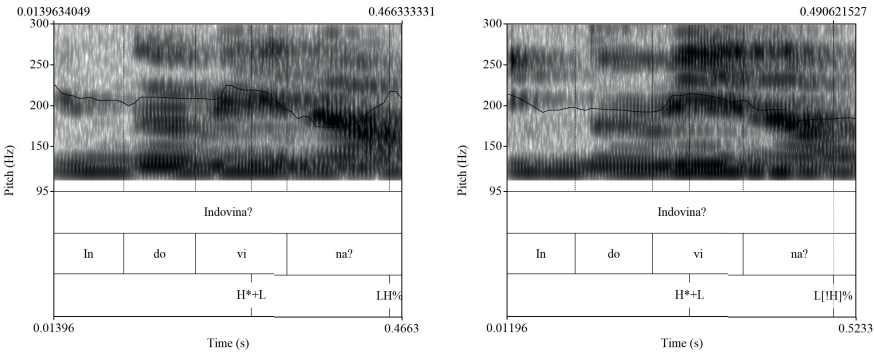 0.0139634049 0.466333331
300
250
200
150
95
Pitch (Hz)
Indovina?
In do vi na?
H*+L LH%
0.01396 0.4663
Time (s)
0.490621527
300
250
200
150
95
Pitch (Hz)
Indovina?
In do vi na?
H*+L L[!H]%
0.01196 0.5233
Time (s)